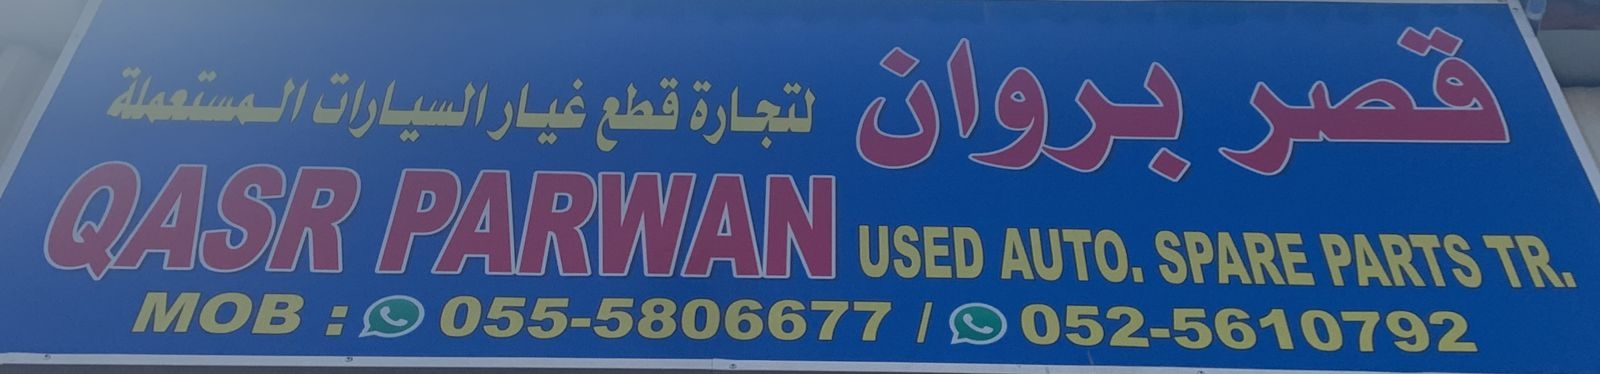 قصر بروان
لتجارة قطع غيار السيارات المستعملة
QASR PARWAN USED AUTO. SPARE PARTS TR.
MOB : 055-5806677 / 052-5610792